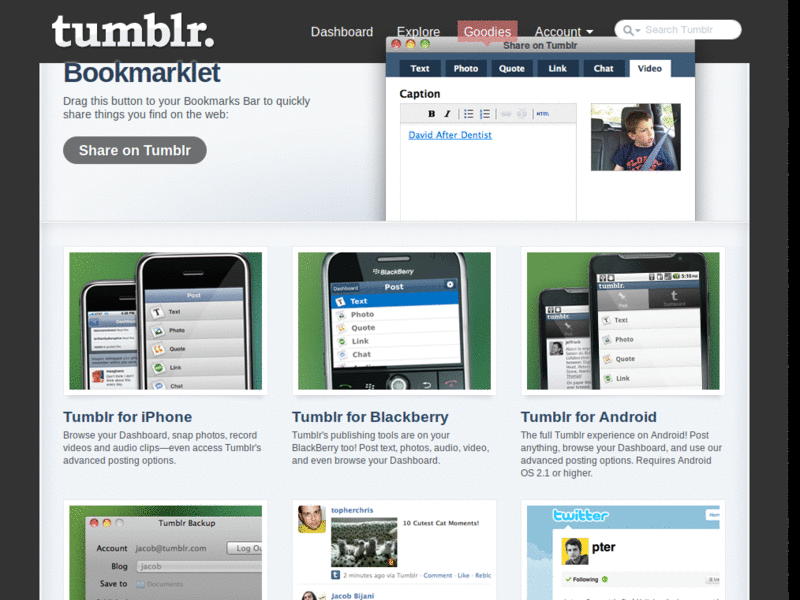 tumblr.
Dashboard
Explore
Goodies
Account
Search Tumblr
Bookmarklet
Drag this button to your Bookmarks Bar to quickly
share things you find on the web:
Share on Tumblr
Share on Tumblr
Text
Photo
Quote
Link
Chat
Video
Caption
B
I
HTML
David After Dentist
Post
Text
Photo
Quote
Link
Chat
BlackBerry
Dashboard
Post
Text
Photo
Quote
Link
Chat
5:10 PM
tumblr.
Post
Dashboard
Text
Photo
Quote
Link
Tumblr for iPhone
Browse your Dashboard, snap photos, record
videos and audio clips—even access Tumblr's
advanced posting options.
Tumblr for Blackberry
Tumblr's publishing tools are on your
BlackBerry too! Post text, photos, audio, video,
and even browse your Dashboard.
Tumblr for Android
The full Tumblr experience on Android! Post
anything, browse your Dashboard, and use our
advanced posting options. Requires Android
OS 2.1 or higher.
Tumblr Backup
Account jacob@tumblr.com Log Ou
Blog jacob
Save to Documents
topherchris
10 Cutest Cat Moments!
2 minutes ago via Tumblr · Comment · Like · Reblo
Jacob Bijani
twitter
pter
Following